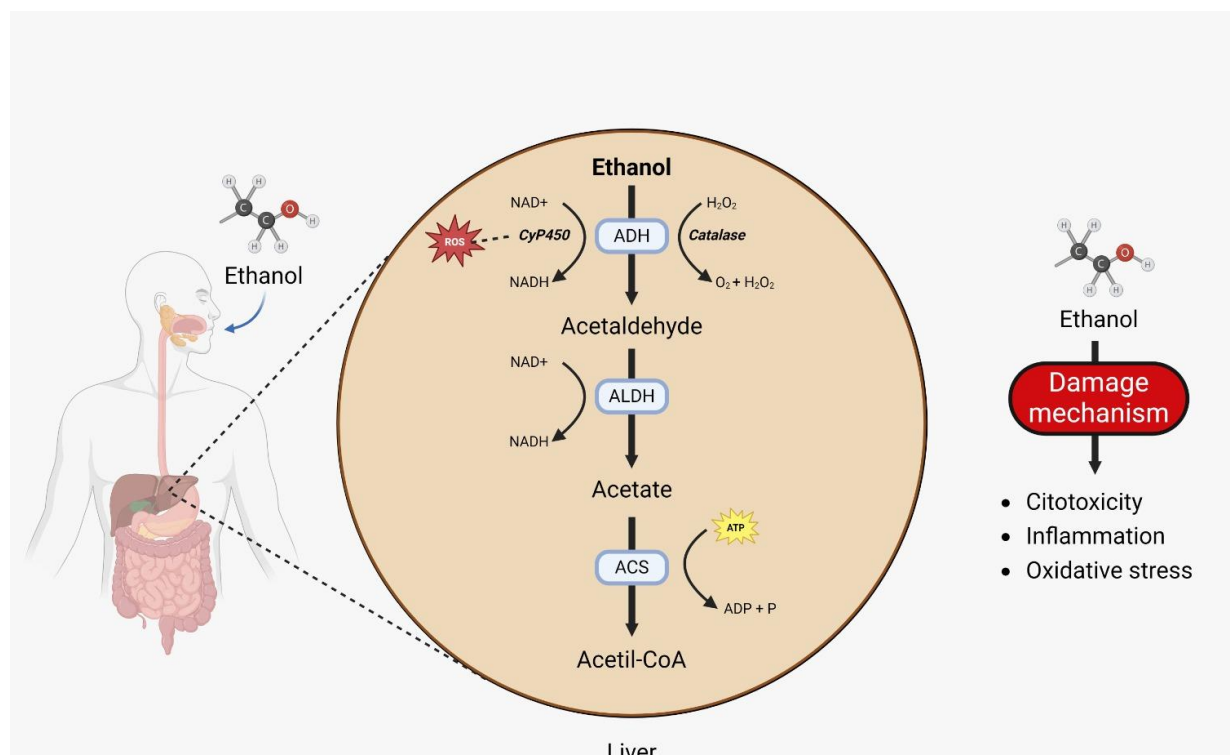 H
H
C
C
O
H
H
H
Ethanol
Ethanol
NAD+
H₂O₂
ROS
CyP450
ADH
Catalase
NADH
O₂ + H₂O₂
Acetaldehyde
NAD+
ALDH
NADH
Acetate
ATP
ACS
ADP + P
Acetil-CoA
Liver
H
H
C
C
O
H
H
H
Ethanol
Damage
mechanism
• Citotoxicity
• Inflammation
• Oxidative stress